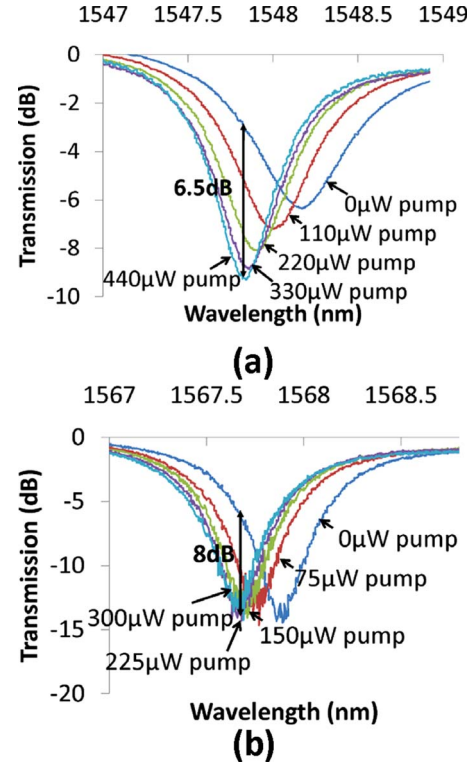 1547 1547.5 1548 1548.5 1549
0
-2
-4
-6
-8
-10
Transmission (dB)
6.5dB
0µW pump
110µW pump
220µW pump
330µW pump
440µW pump
Wavelength (nm)
(a)
1567 1567.5 1568 1568.5
0
-5
-10
-15
-20
Transmission (dB)
8dB
0µW pump
75µW pump
300µW pump
150µW pump
225µW pump
Wavelength (nm)
(b)